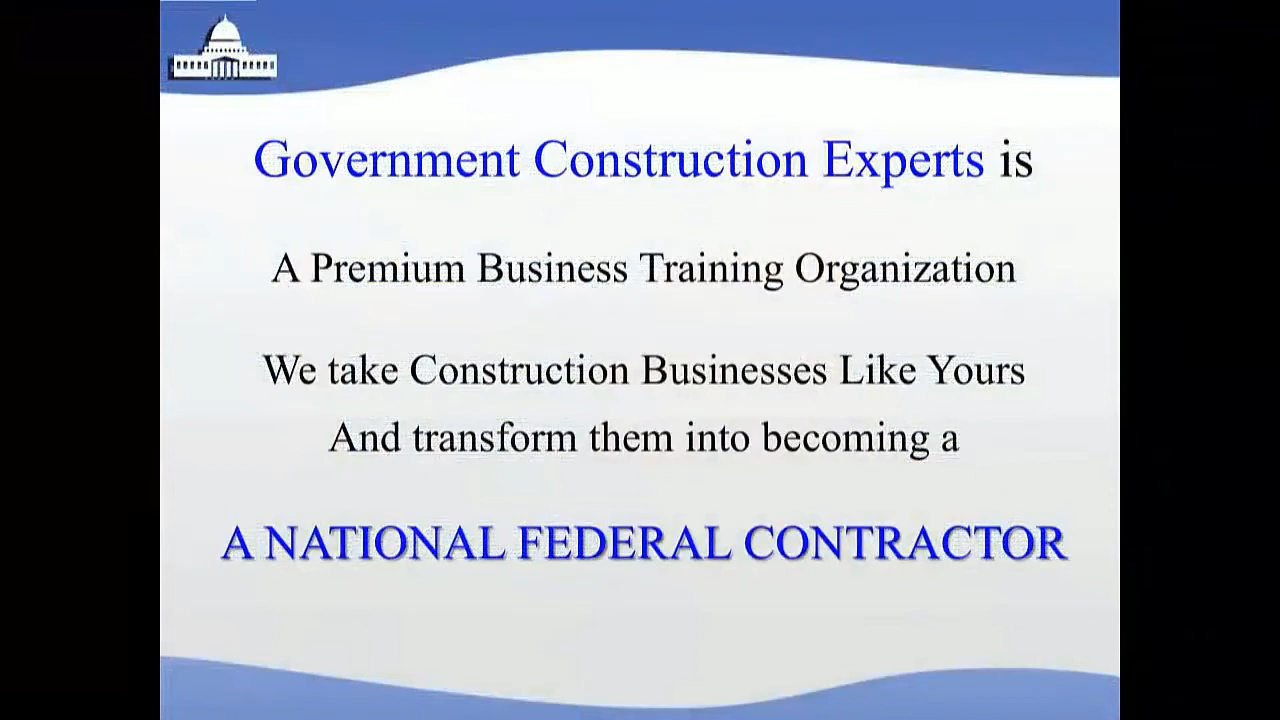 Government Construction Experts is
A Premium Business Training Organization
We take Construction Businesses Like Yours
And transform them into becoming a
A NATIONAL FEDERAL CONTRACTOR